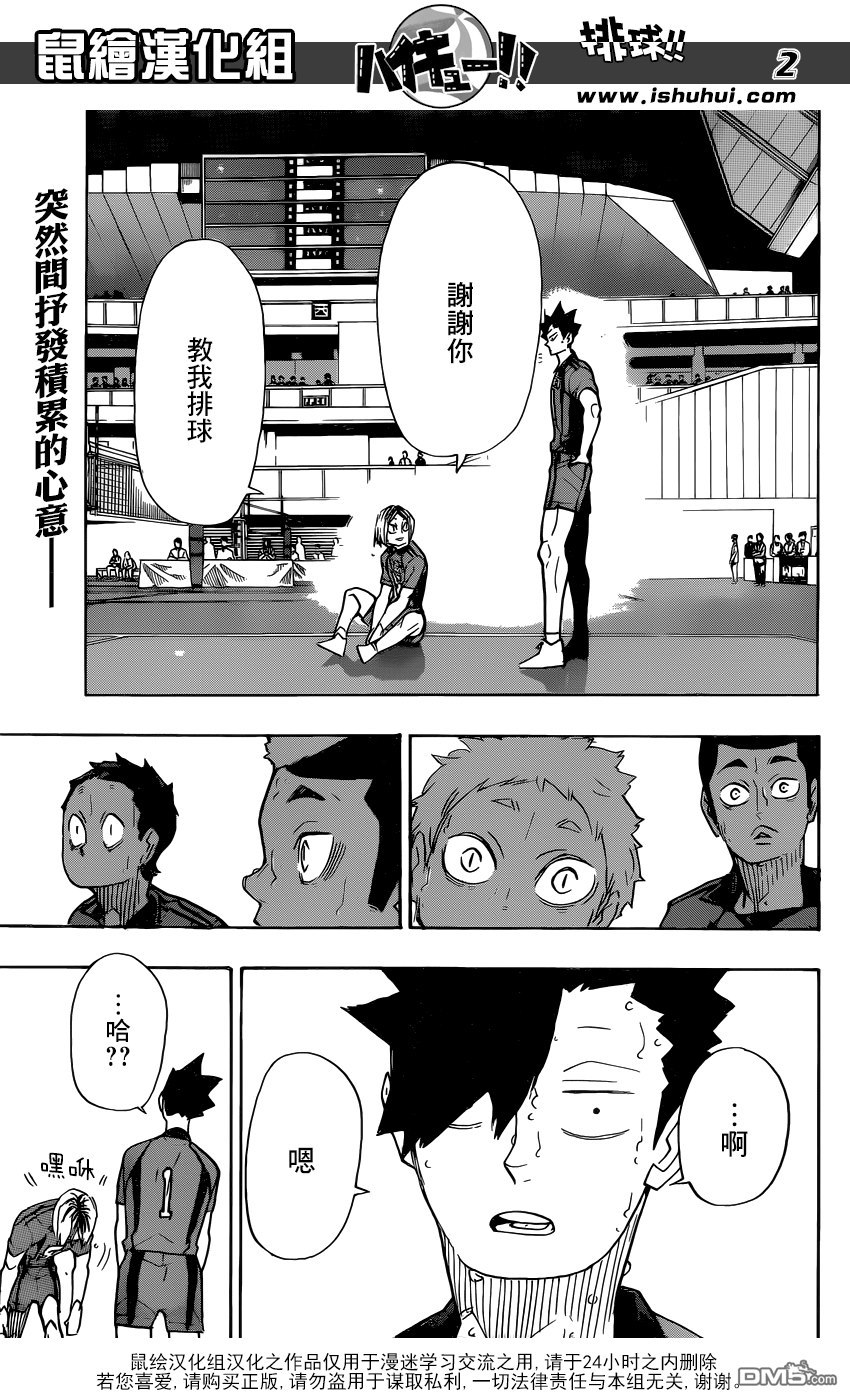 鼠繪漢化組
ハイキュー!!
排球!!
2
www.ishuhui.com
突然間抒發積累的心意——
謝謝你
教我排球
…啊
嗯
…哈??
嘿咻
1
鼠绘汉化组汉化之作品仅用于漫迷学习交流之用, 请于24小时之内删除
若您喜爱, 请购买正版, 请勿盗用于谋取私利, 一切法律责任与本组无关, 谢谢.
DM5.com